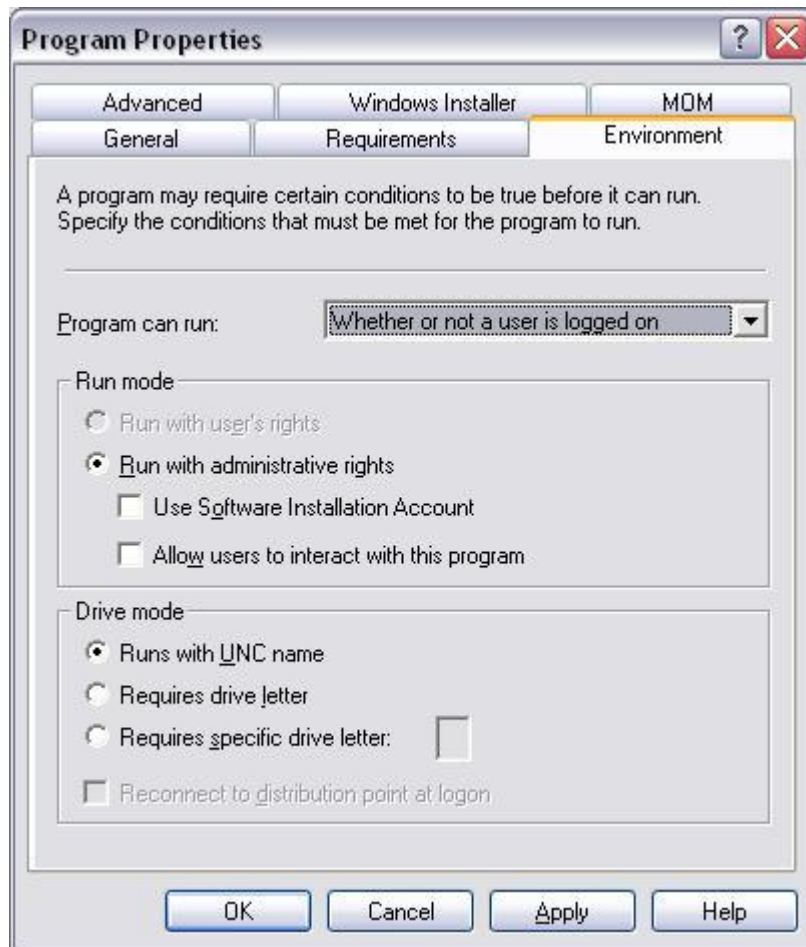 Program Properties
Advanced
Windows Installer
MOM
General
Requirements
Environment
A program may require certain conditions to be true before it can run.
Specify the conditions that must be met for the program to run.
Program can run:
Whether or not a user is logged on
Run mode
Run with user's rights
Run with administrative rights
Use Software Installation Account
Allow users to interact with this program
Drive mode
Runs with UNC name
Requires drive letter
Requires specific drive letter:
Reconnect to distribution point at logon
OK
Cancel
Apply
Help